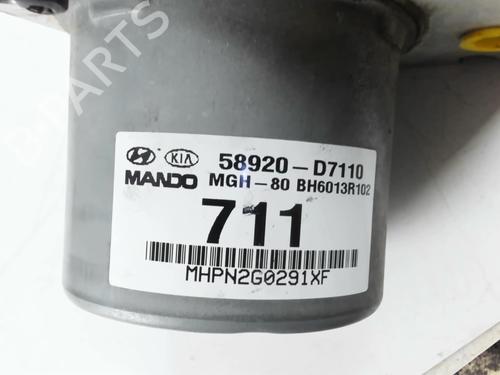 KIA 58920-D7110
MANDO MGH-80 BH6013R102
711
MHPN2G0291XF
B-PARTS